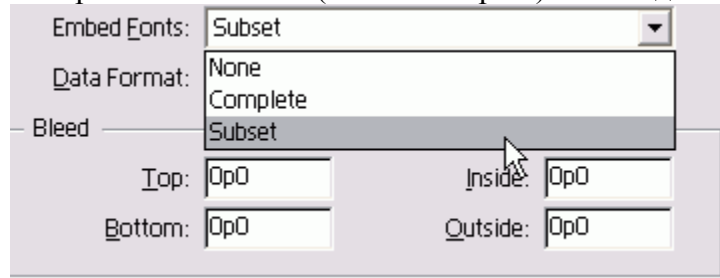 Embed Fonts: Subset
Data Format: None
Complete
Subset
Bleed
Top: 0p0 Inside: 0p0
Bottom: 0p0 Outside: 0p0